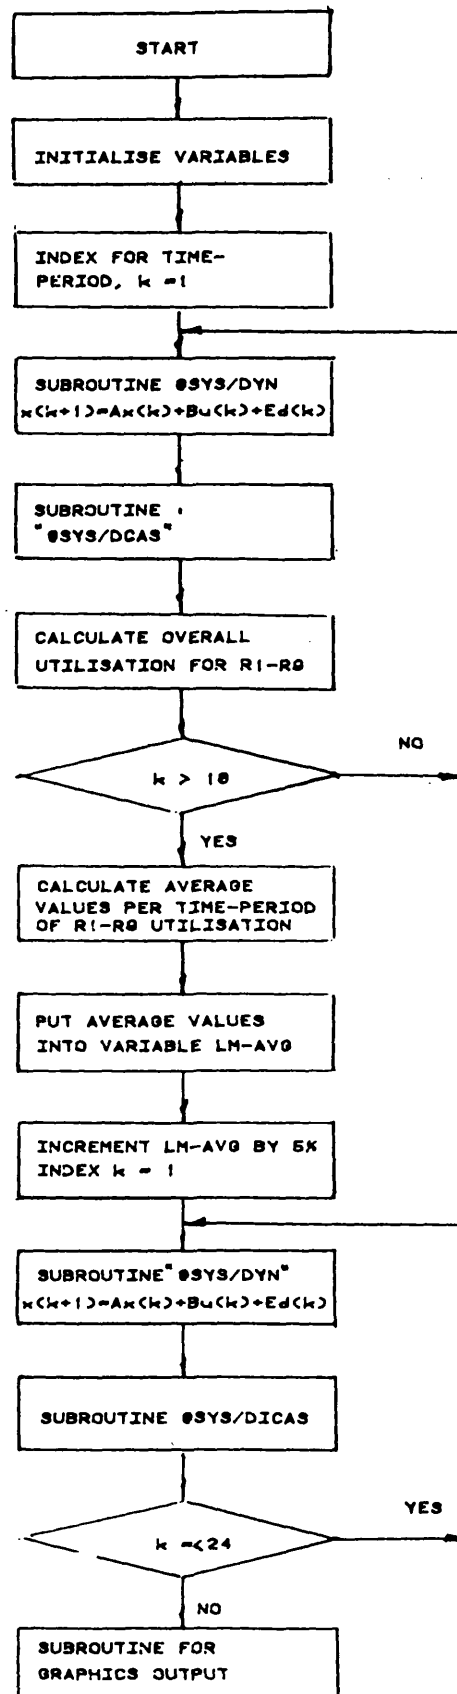 START
INITIALISE VARIABLES
INDEX FOR TIME-
PERIOD, k =1
SUBROUTINE @SYS/DYN
x(k+1)=Ax(k)+Bu(k)+Ed(k)
SUBROUTINE
"@SYS/DCAS"
CALCULATE OVERALL
UTILISATION FOR R1-R9
NO
k > 18
YES
CALCULATE AVERAGE
VALUES PER TIME-PERIOD
OF R1-R9 UTILISATION
PUT AVERAGE VALUES
INTO VARIABLE LM-AVG
INCREMENT LM-AVG BY 5%
INDEX k = 1
SUBROUTINE"@SYS/DYN"
x(k+1)=Ax(k)+Bu(k)+Ed(k)
SUBROUTINE @SYS/DICAS
YES
k =<24
NO
SUBROUTINE FOR
GRAPHICS OUTPUT